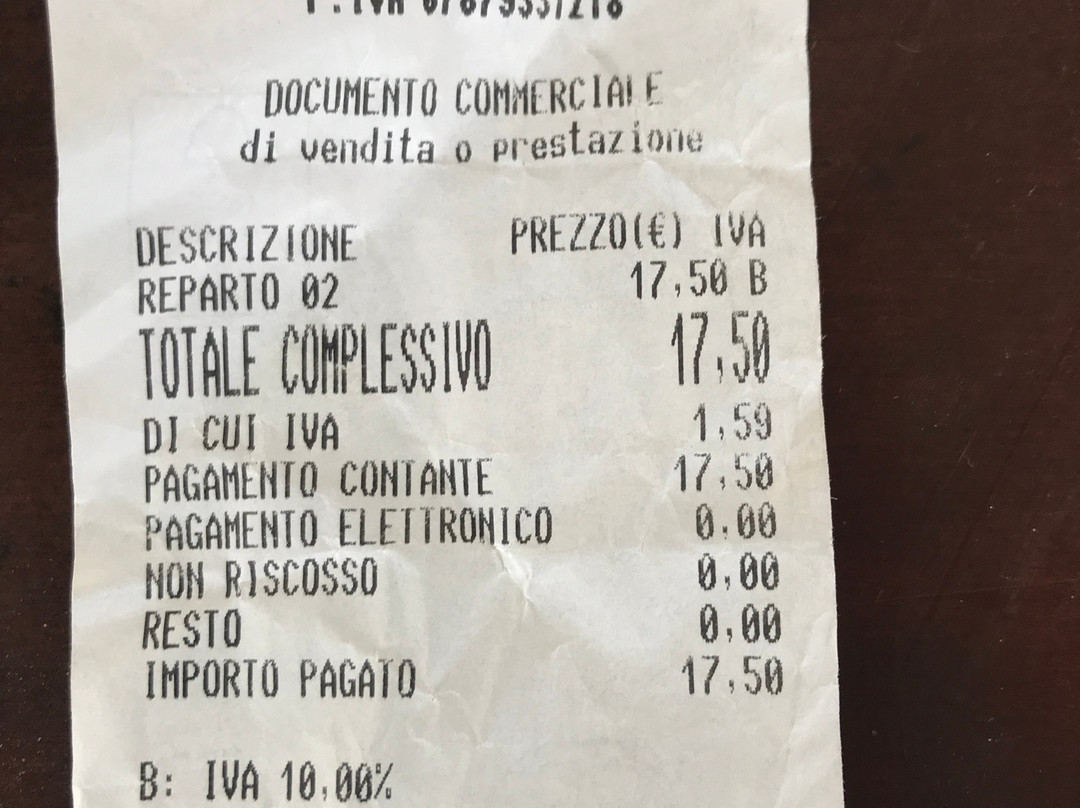 DOCUMENTO COMMERCIALE
di vendita o prestazione
DESCRIZIONE PREZZO(€) IVA
REPARTO 02 17,50 B
TOTALE COMPLESSIVO 17,50
DI CUI IVA 1,59
PAGAMENTO CONTANTE 17,50
PAGAMENTO ELETTRONICO 0,00
NON RISCOSSO 0,00
RESTO 0,00
IMPORTO PAGATO 17,50
B: IVA 10,00%